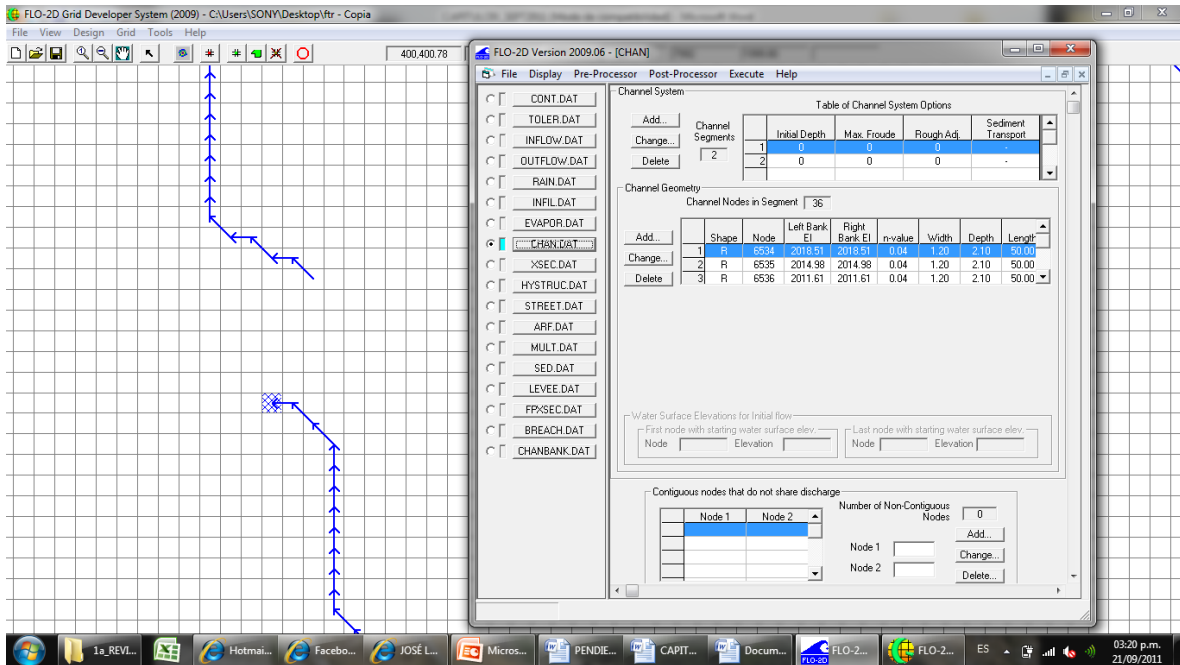 FLO-2D Grid Developer System (2009) - C:\Users\SONY\Desktop\ftr - Copia
File View Design Grid Tools Help
400,400.78
FLO-2D Version 2009.06 - [CHAN]
File Display Pre-Processor Post-Processor Execute Help
CONT.DAT
TOLER.DAT
INFLOW.DAT
OUTFLOW.DAT
RAIN.DAT
INFIL.DAT
EVAPOR.DAT
CHAN.DAT
XSEC.DAT
HYSTRUC.DAT
STREET.DAT
ARF.DAT
MULT.DAT
SED.DAT
LEVEE.DAT
FPXSEC.DAT
BREACH.DAT
CHANBANK.DAT
Channel System
Table of Channel System Options
Add...
Change...
Delete
Channel Segments
2
Initial Depth Max. Froude Rough Adj. Sediment Transport
1 0 0 0 -
2 0 0 0 -
Channel Geometry
Channel Nodes in Segment 36
Add...
Change...
Delete
Shape Node Left Bank El Right Bank El n-value Width Depth Length
1 R 6534 2018.51 2018.51 0.04 1.20 2.10 50.00
2 R 6535 2014.98 2014.98 0.04 1.20 2.10 50.00
3 R 6536 2011.61 2011.61 0.04 1.20 2.10 50.00
Water Surface Elevations for Initial flow
First node with starting water surface elev.
Node Elevation
Last node with starting water surface elev.
Node Elevation
Contiguous nodes that do not share discharge
Node 1 Node 2
Number of Non-Contiguous Nodes 0
Node 1
Node 2
Add...
Change...
Delete...
1a_REVI...
Hotmai...
Facebo...
JOSÉ L...
Micros...
PENDIE...
CAPIT...
Docum...
FLO-2...
FLO-2...
ES
03:20 p.m.
21/09/2011